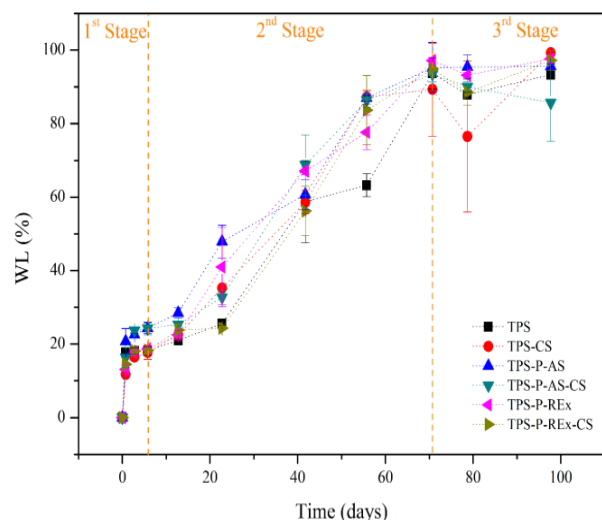 1st Stage 2nd Stage 3rd Stage
100
80
60
40
20
0
WL (%)
TPS
TPS-CS
TPS-P-AS
TPS-P-AS-CS
TPS-P-REx
TPS-P-REx-CS
0 20 40 60 80 100
Time (days)